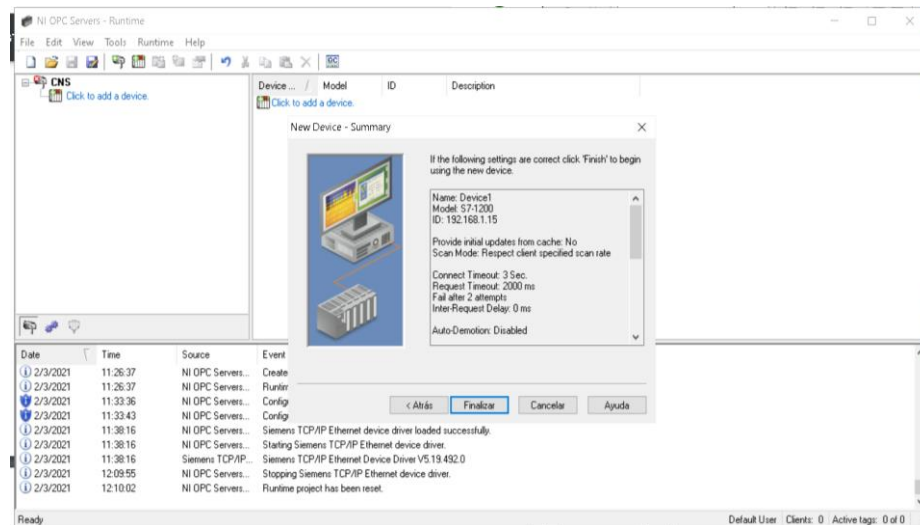 NI OPC Servers - Runtime
File Edit View Tools Runtime Help
CNS
Click to add a device.
Device ... / Model ID Description
Click to add a device.
New Device - Summary
If the following settings are correct click 'Finish' to begin
using the new device.
Name: Device1
Model: S7-1200
ID: 192.168.1.15
Provide initial updates from cache: No
Scan Mode: Respect client specified scan rate
Connect Timeout: 3 Sec.
Request Timeout: 2000 ms
Fail after 2 attempts
Inter-Request Delay: 0 ms
Auto-Demotion: Disabled
< Atrás Finalizar Cancelar Ayuda
Date Time Source Event
2/3/2021 11:26:37 NI OPC Servers... Create
2/3/2021 11:26:37 NI OPC Servers... Runtim
2/3/2021 11:33:36 NI OPC Servers... Config
2/3/2021 11:33:43 NI OPC Servers... Config
2/3/2021 11:38:16 NI OPC Servers... Siemens TCP/IP Ethernet device driver loaded successfully.
2/3/2021 11:38:16 NI OPC Servers... Starting Siemens TCP/IP Ethernet device driver.
2/3/2021 11:38:16 Siemens TCP/IP... Siemens TCP/IP Ethernet Device Driver V5.19.492.0
2/3/2021 12:09:55 NI OPC Servers... Stopping Siemens TCP/IP Ethernet device driver.
2/3/2021 12:10:02 NI OPC Servers... Runtime project has been reset.
Ready Default User Clients: 0 Active tags: 0 of 0